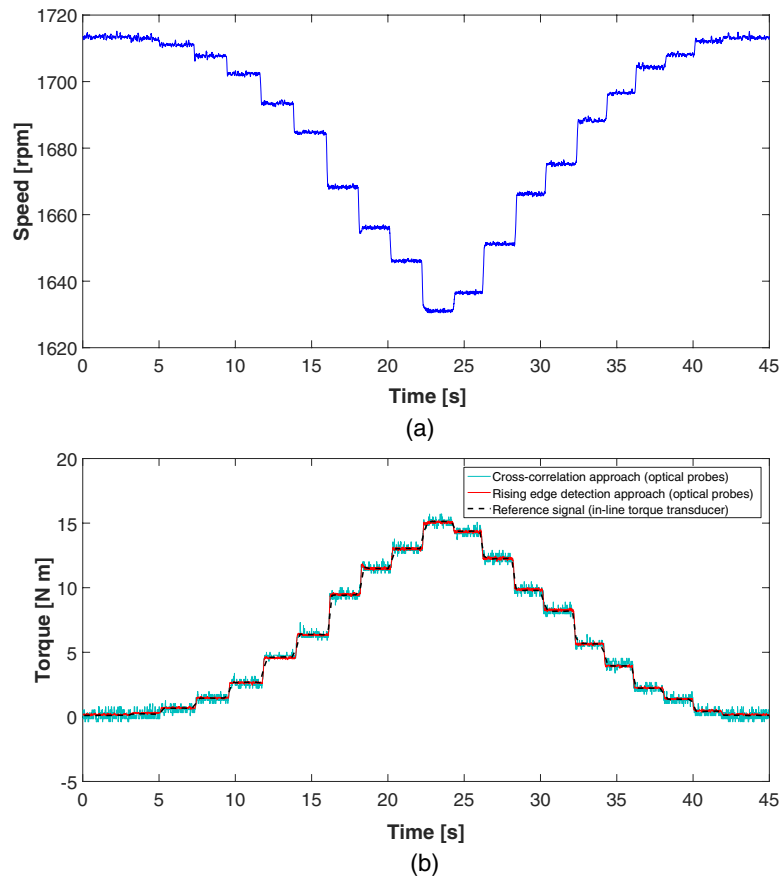 1720
1700
1680
1660
1640
1620
Speed [rpm]
0 5 10 15 20 25 30 35 40 45
Time [s]
(a)
20
15
10
5
0
-5
Torque [N m]
Cross-correlation approach (optical probes)
Rising edge detection approach (optical probes)
Reference signal (in-line torque transducer)
0 5 10 15 20 25 30 35 40 45
Time [s]
(b)